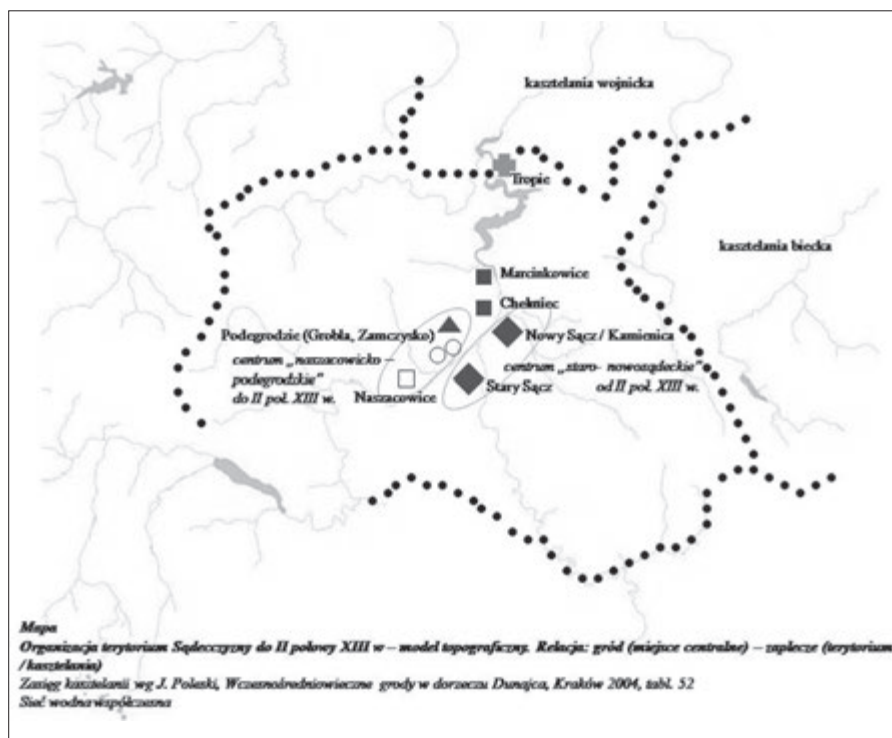 kasztelania wojnicka
Tropie
kasztelania biecka
Marcinkowice
Chełmiec
Podegrodzie (Grobla, Zamczysko)
Nowy Sącz / Kamienica
centrum „naszacowicko –
podegrodzkie"
do II poł. XIII w.
centrum „staro- nowosądeckie"
od II poł. XIII w.
Naszacowice
Stary Sącz
Mapa
Organizacja terytorium Sądecczyzny do II połowy XIII w – model topograficzny. Relacja: gród (miejsce centralne) – zaplecze (terytorium
/ kasztelania)
Zasięg kasztelanii wg J. Poleski, Wczesnośredniowieczne grody w dorzeczu Dunajca, Kraków 2004, tabl. 52
Sieć wodna współczesna